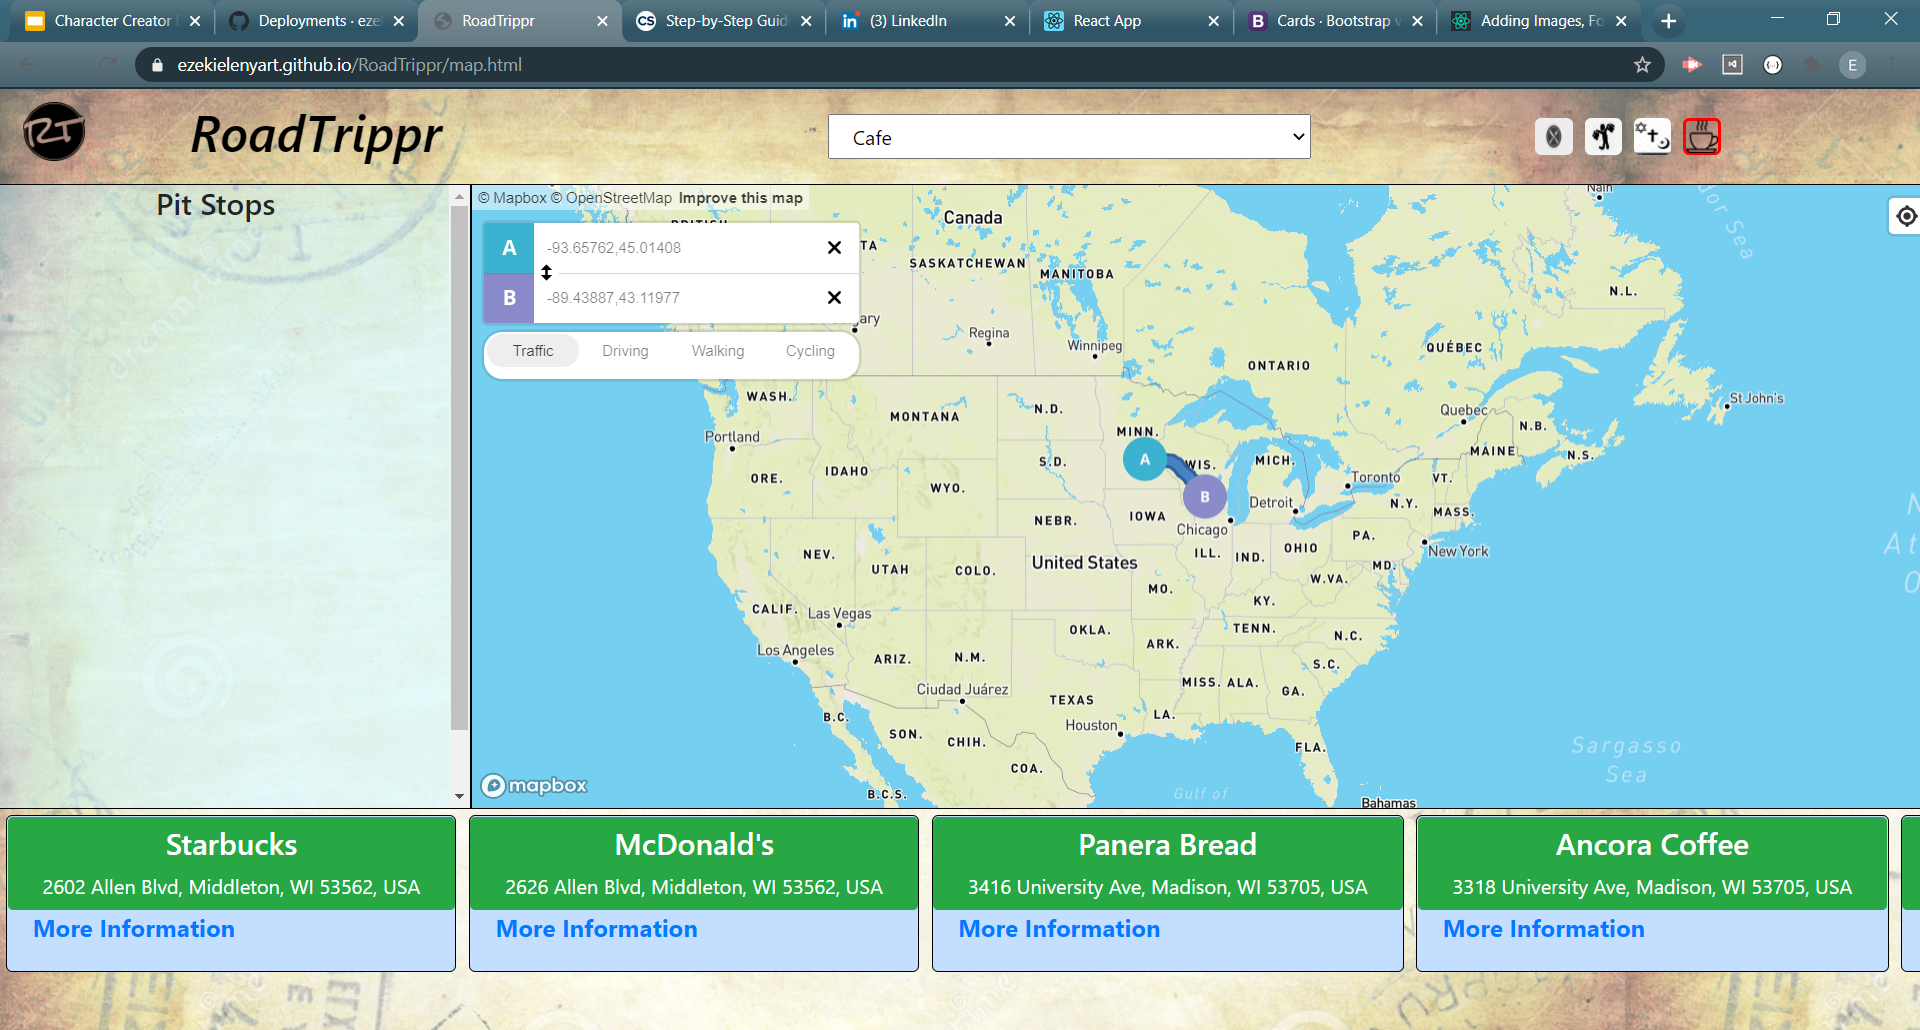 Character Creator
Deployments · eze
RoadTrippr
Step-by-Step Guid
(3) LinkedIn
React App
Cards · Bootstrap v
Adding Images, Fo
ezekielenyart.github.io/RoadTrippr/map.html
E
RT
RoadTrippr
Cafe
Pit Stops
© Mapbox © OpenStreetMap Improve this map
A -93.65762,45.01408
B -89.43887,43.11977
Traffic Driving Walking Cycling
Canada
Nain
SASKATCHEWAN
MANITOBA
N.L.
Regina
Winnipeg
ONTARIO
QUÉBEC
WASH.
MONTANA
N.D.
St John's
Quebec
N.B.
Portland
MINN.
MAINE
N.S.
ORE.
IDAHO
S.D.
A
WIS.
MICH.
Toronto
VT.
WYO.
B
Detroit
N.Y.
MASS.
NEBR.
IOWA
Chicago
PA.
NEV.
UTAH
COLO.
United States
ILL.
IND.
OHIO
New York
MD.
W.VA.
MO.
KY.
CALIF.
Las Vegas
OKLA.
TENN.
N.C.
Los Angeles
ARIZ.
N.M.
ARK.
S.C.
Ciudad Juárez
MISS.
ALA.
GA.
TEXAS
B.C.
Houston
LA.
SON.
CHIH.
FLA.
Sargasso
Sea
COA.
mapbox
B.C.S.
Gulf of
Bahamas
Starbucks
2602 Allen Blvd, Middleton, WI 53562, USA
More Information
McDonald's
2626 Allen Blvd, Middleton, WI 53562, USA
More Information
Panera Bread
3416 University Ave, Madison, WI 53705, USA
More Information
Ancora Coffee
3318 University Ave, Madison, WI 53705, USA
More Information